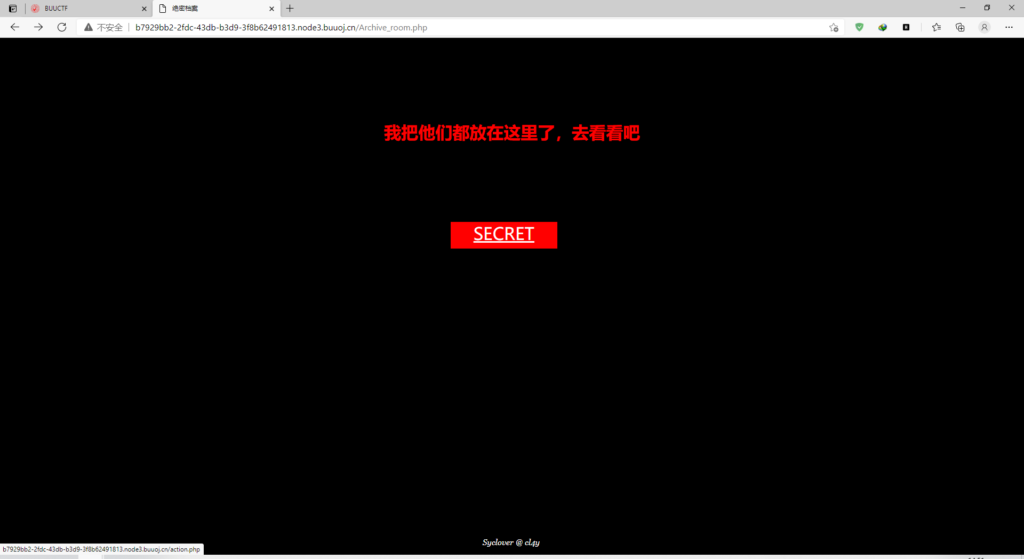 BUUCTF
绝密档案
不安全
b7929bb2-2fdc-43db-b3d9-3f8b62491813.node3.buuoj.cn/Archive_room.php
我把他们都放在这里了，去看看吧
SECRET
Syclover @ cl4y
b7929bb2-2fdc-43db-b3d9-3f8b62491813.node3.buuoj.cn/action.php